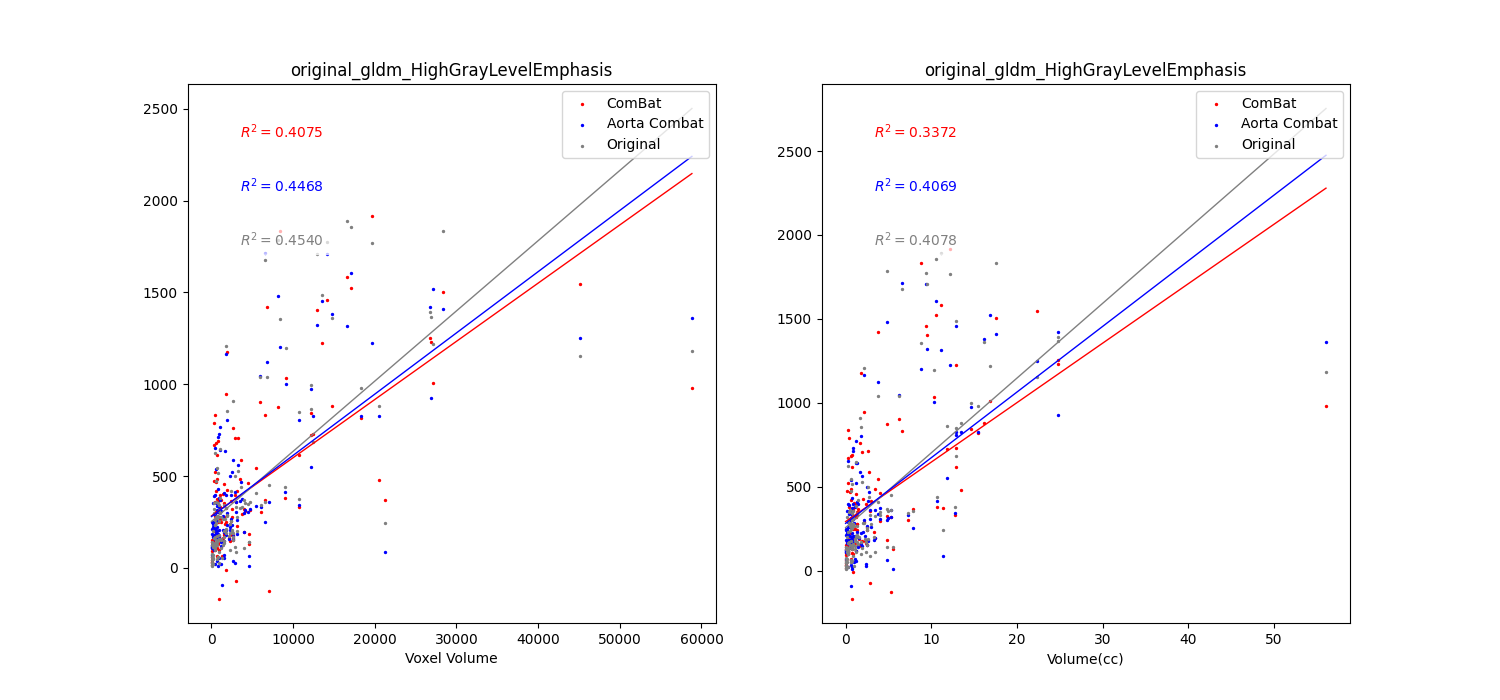 original_gldm_HighGrayLevelEmphasis
ComBat
Aorta Combat
Original
R² = 0.4075
R² = 0.4468
R² = 0.4540
2500
2000
1500
1000
500
0
0 10000 20000 30000 40000 50000 60000
Voxel Volume
original_gldm_HighGrayLevelEmphasis
ComBat
Aorta Combat
Original
R² = 0.3372
R² = 0.4069
R² = 0.4078
2500
2000
1500
1000
500
0
0 10 20 30 40 50
Volume(cc)